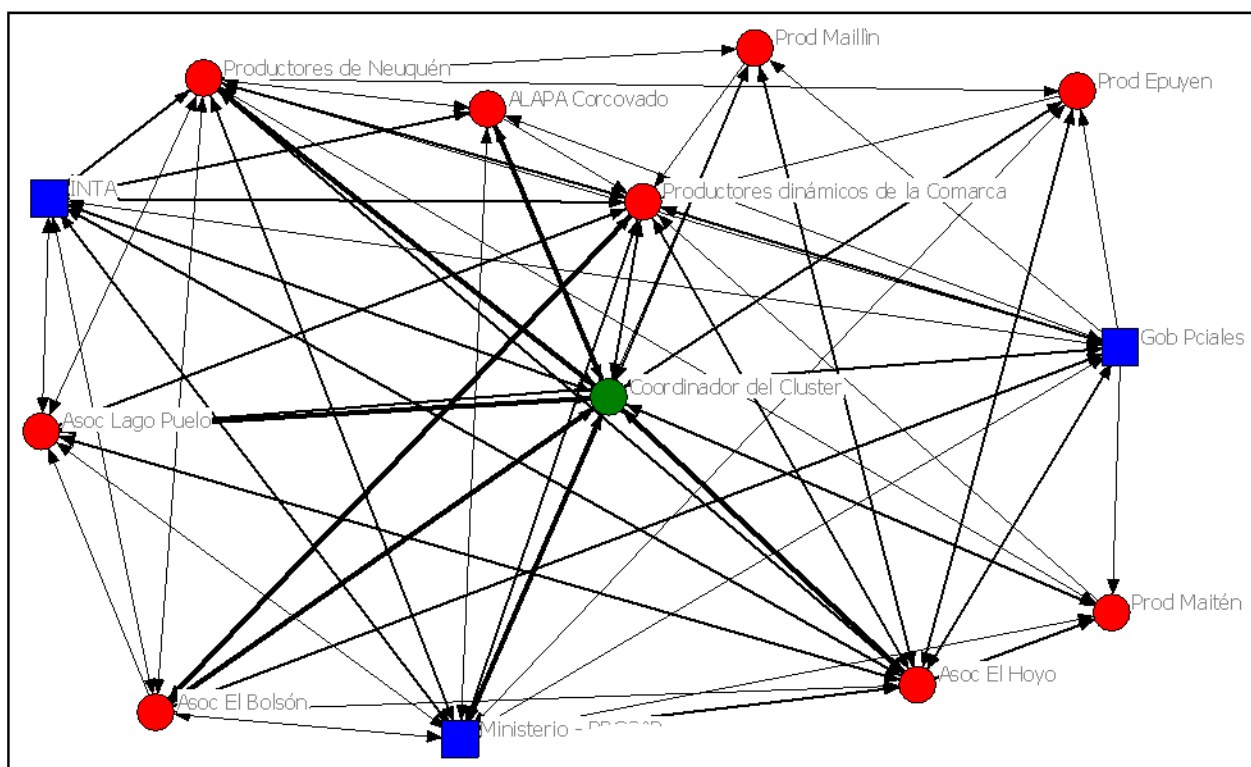 Prod Maillìn
Productores de Neuquén
Prod Epuyen
ALAPA Corcovado
INTA
Productores dinámicos de la Comarca
Gob Pciales
Coordinador del Cluster
Asoc Lago Puelo
Prod Maitén
Asoc El Hoyo
Asoc El Bolsón
Ministerio -